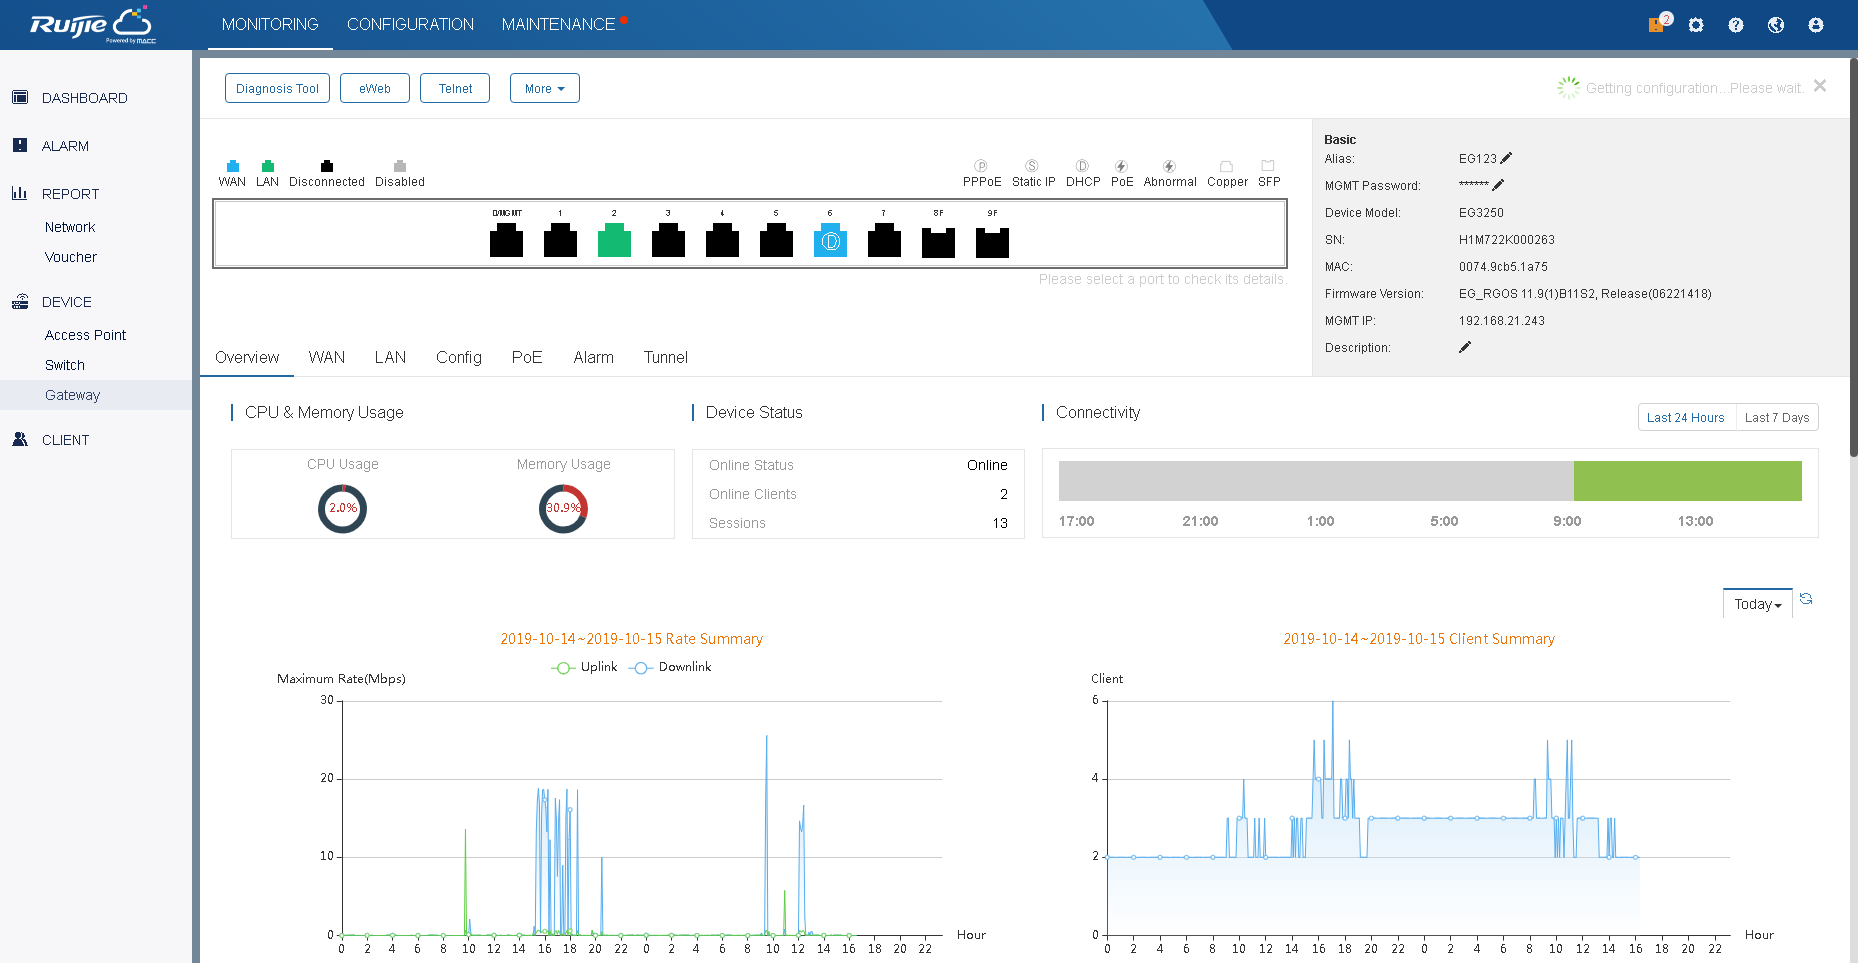 Ruijie
Powered by MACC
MONITORING CONFIGURATION MAINTENANCE
2
DASHBOARD
ALARM
REPORT
Network
Voucher
DEVICE
Access Point
Switch
Gateway
CLIENT
Diagnosis Tool eWeb Telnet More
Getting configuration...Please wait.
WAN LAN Disconnected Disabled
P S D
PPPoE Static IP DHCP PoE Abnormal Copper SFP
0/MGMT 1 2 3 4 5 6 7 8F 9F
D
Please select a port to check its details.
Basic
Alias: EG123
MGMT Password: ******
Device Model: EG3250
SN: H1M722K000263
MAC: 0074.9cb5.1a75
Firmware Version: EG_RGOS 11.9(1)B11S2, Release(06221418)
MGMT IP: 192.168.21.243
Description:
Overview WAN LAN Config PoE Alarm Tunnel
CPU & Memory Usage
CPU Usage Memory Usage
2.0% 30.9%
Device Status
Online Status Online
Online Clients 2
Sessions 13
Connectivity
Last 24 Hours Last 7 Days
17:00 21:00 1:00 5:00 9:00 13:00
Today
2019-10-14~2019-10-15 Rate Summary
Uplink Downlink
Maximum Rate(Mbps)
30
20
10
0
0 2 4 6 8 10 12 14 16 18 20 22 0 2 4 6 8 10 12 14 16 18 20 22
Hour
2019-10-14~2019-10-15 Client Summary
Client
6
4
2
0
0 2 4 6 8 10 12 14 16 18 20 22 0 2 4 6 8 10 12 14 16 18 20 22
Hour